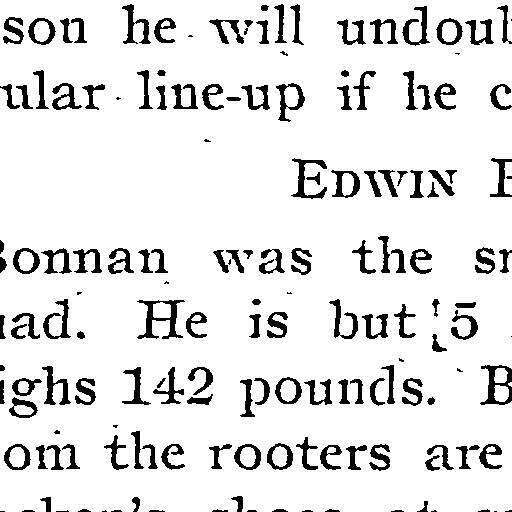 son he will undoub
ular line-up if he c
EDWIN
Bonnan was the sm
uad. He is but 5
ighs 142 pounds. B
om the rooters are